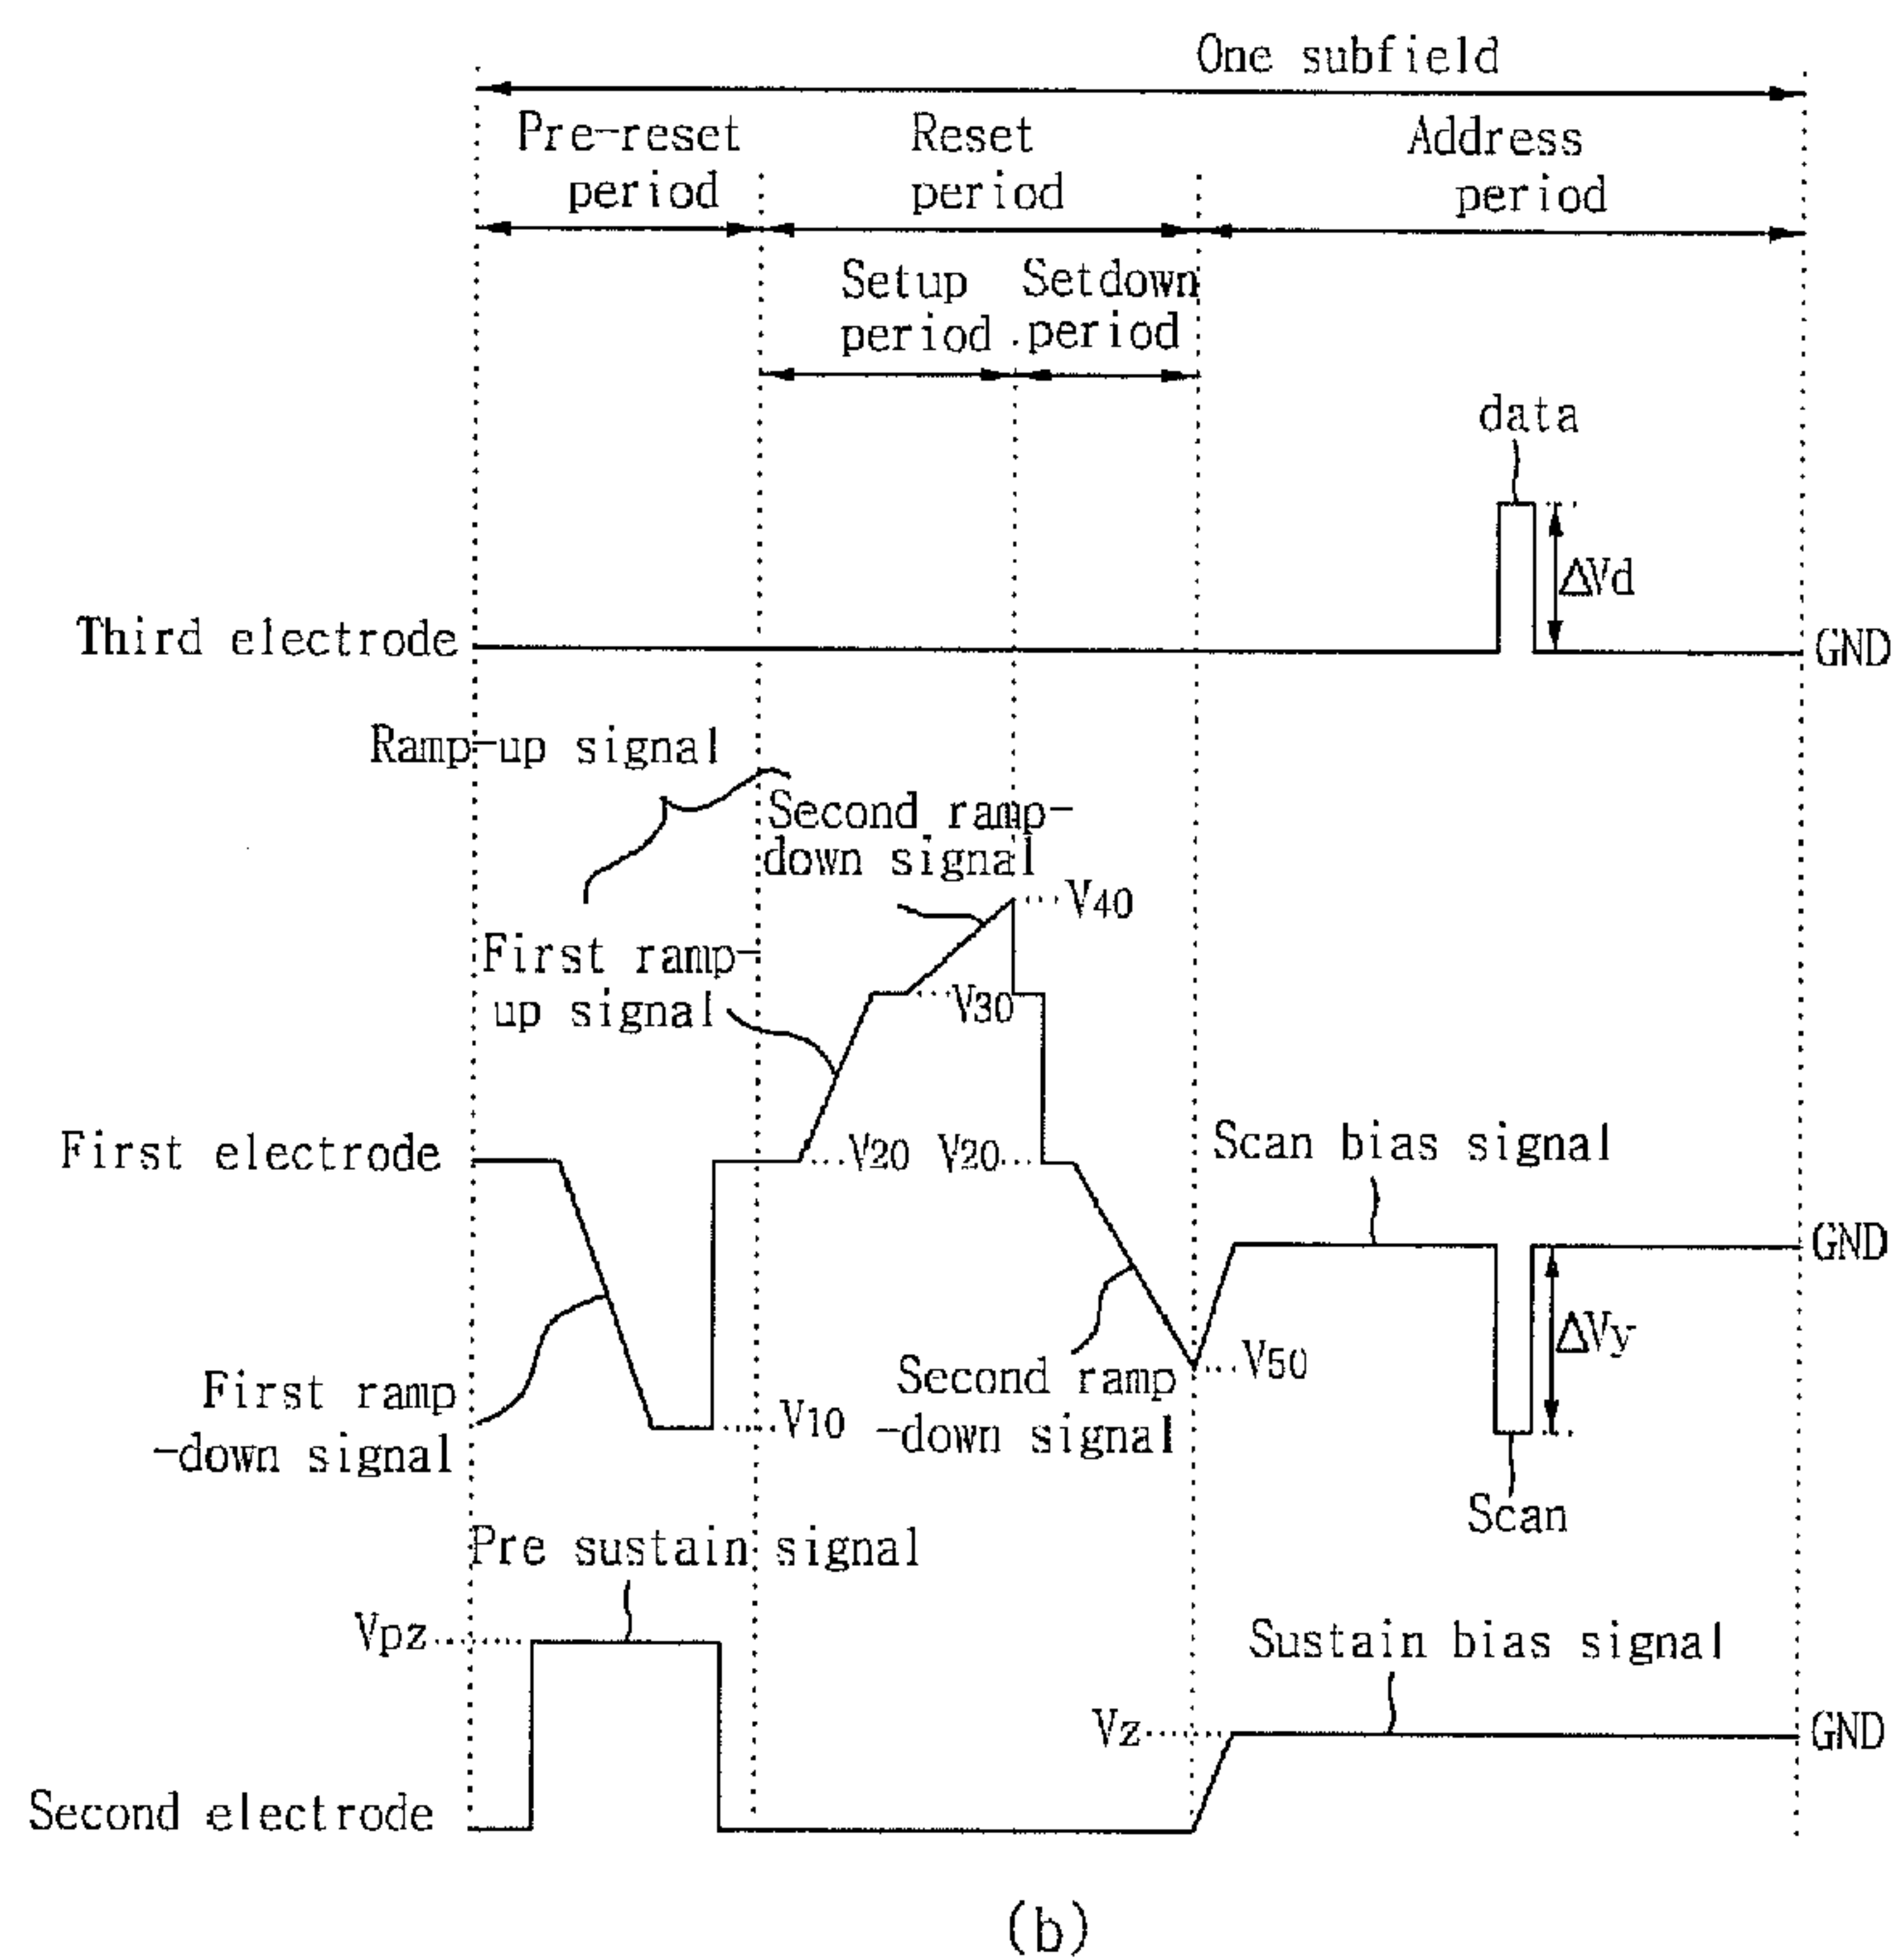 One subfield
Pre-reset
period
Reset
period
Address
period
Setup
period
Setdown
period
data
ΔVd
Third electrode
GND
Ramp-up signal
Second ramp-
down signal
V40
First ramp-
up signal
V30
First electrode
V20
V20
Scan bias signal
GND
ΔVy
First ramp
-down signal
V10
Second ramp
-down signal
V50
Scan
Pre sustain signal
Vpz
Sustain bias signal
Vz
GND
Second electrode
(b)